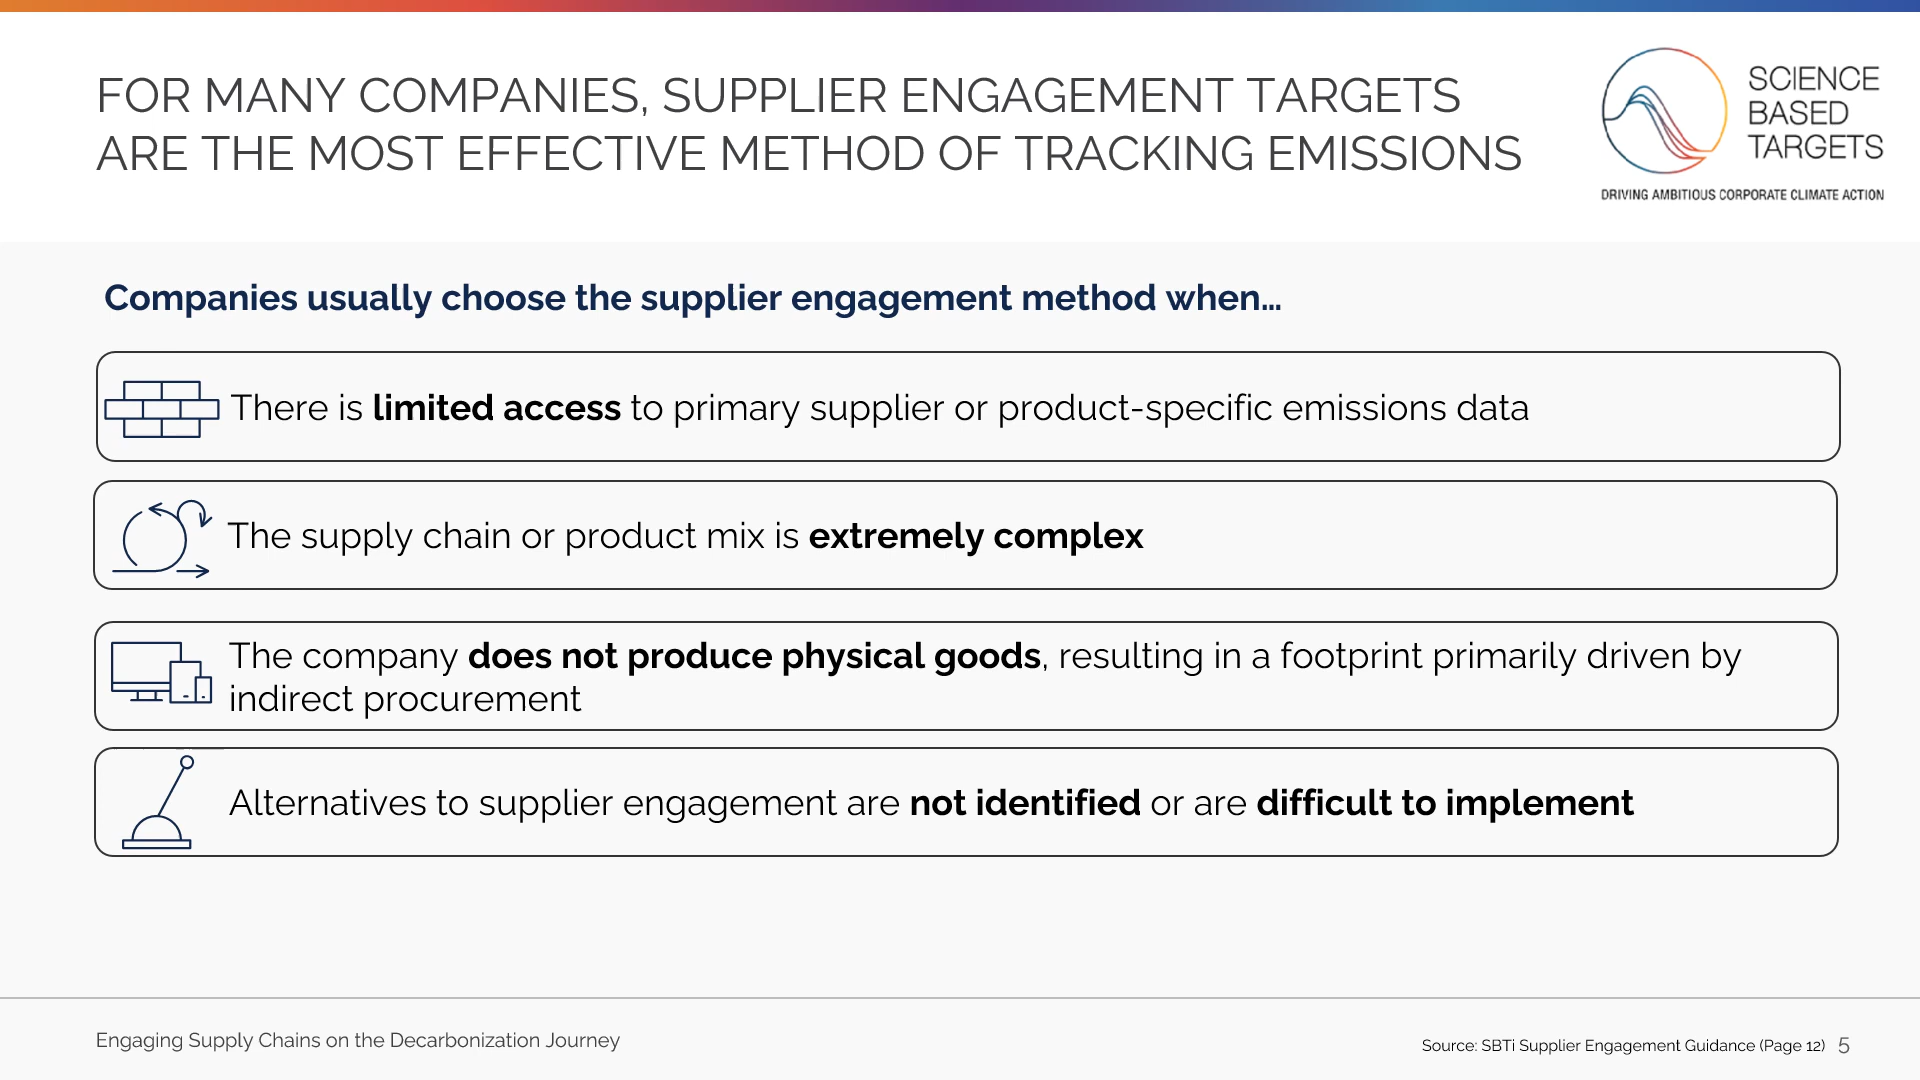 FOR MANY COMPANIES, SUPPLIER ENGAGEMENT TARGETS
ARE THE MOST EFFECTIVE METHOD OF TRACKING EMISSIONS
SCIENCE
BASED
TARGETS
DRIVING AMBITIOUS CORPORATE CLIMATE ACTION
Companies usually choose the supplier engagement method when…
There is limited access to primary supplier or product-specific emissions data
The supply chain or product mix is extremely complex
The company does not produce physical goods, resulting in a footprint primarily driven by
indirect procurement
Alternatives to supplier engagement are not identified or are difficult to implement
Engaging Supply Chains on the Decarbonization Journey
Source: SBTi Supplier Engagement Guidance (Page 12) 5